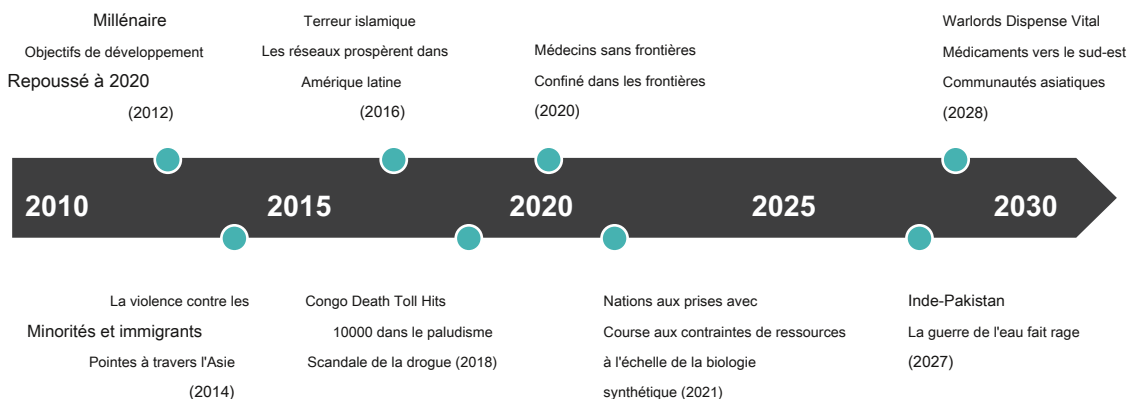 Millénaire
Objectifs de développement
Repoussé à 2020
(2012)
Terreur islamique
Les réseaux prospèrent dans
Amérique latine
(2016)
Médecins sans frontières
Confiné dans les frontières
(2020)
Warlords Dispense Vital
Médicaments vers le sud-est
Communautés asiatiques
(2028)
2010
2015
2020
2025
2030
La violence contre les
Minorités et immigrants
Pointes à travers l'Asie
(2014)
Congo Death Toll Hits
10000 dans le paludisme
Scandale de la drogue (2018)
Nations aux prises avec
Course aux contraintes de ressources
à l'échelle de la biologie
synthétique (2021)
Inde-Pakistan
La guerre de l'eau fait rage
(2027)